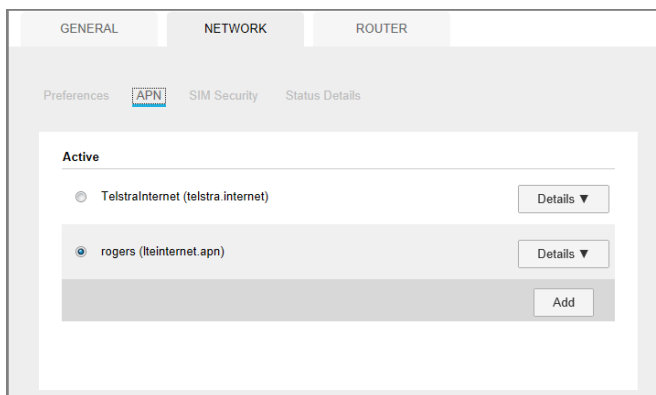 GENERAL NETWORK ROUTER
Preferences APN SIM Security Status Details
Active
TelstraInternet (telstra.internet) Details ▼
rogers (lteinternet.apn) Details ▼
Add